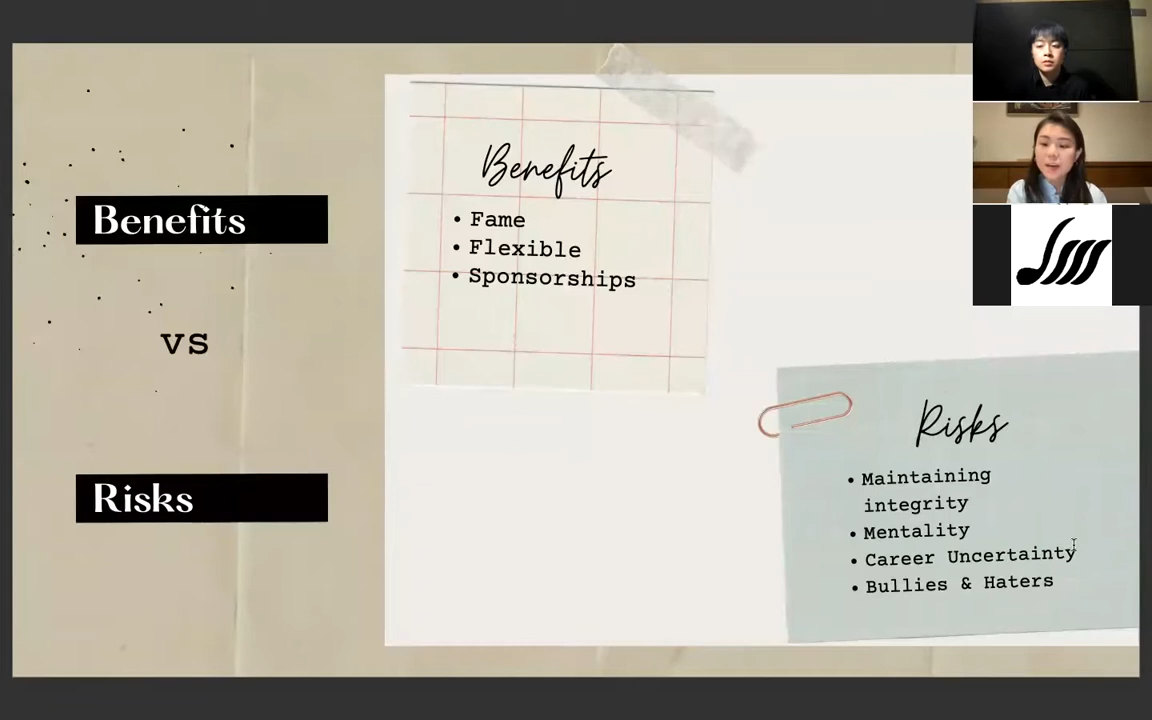 Benefits
vs
Risks
Benefits
• Fame
• Flexible
• Sponsorships
Risks
• Maintaining
integrity
• Mentality
• Career Uncertainty
• Bullies & Haters